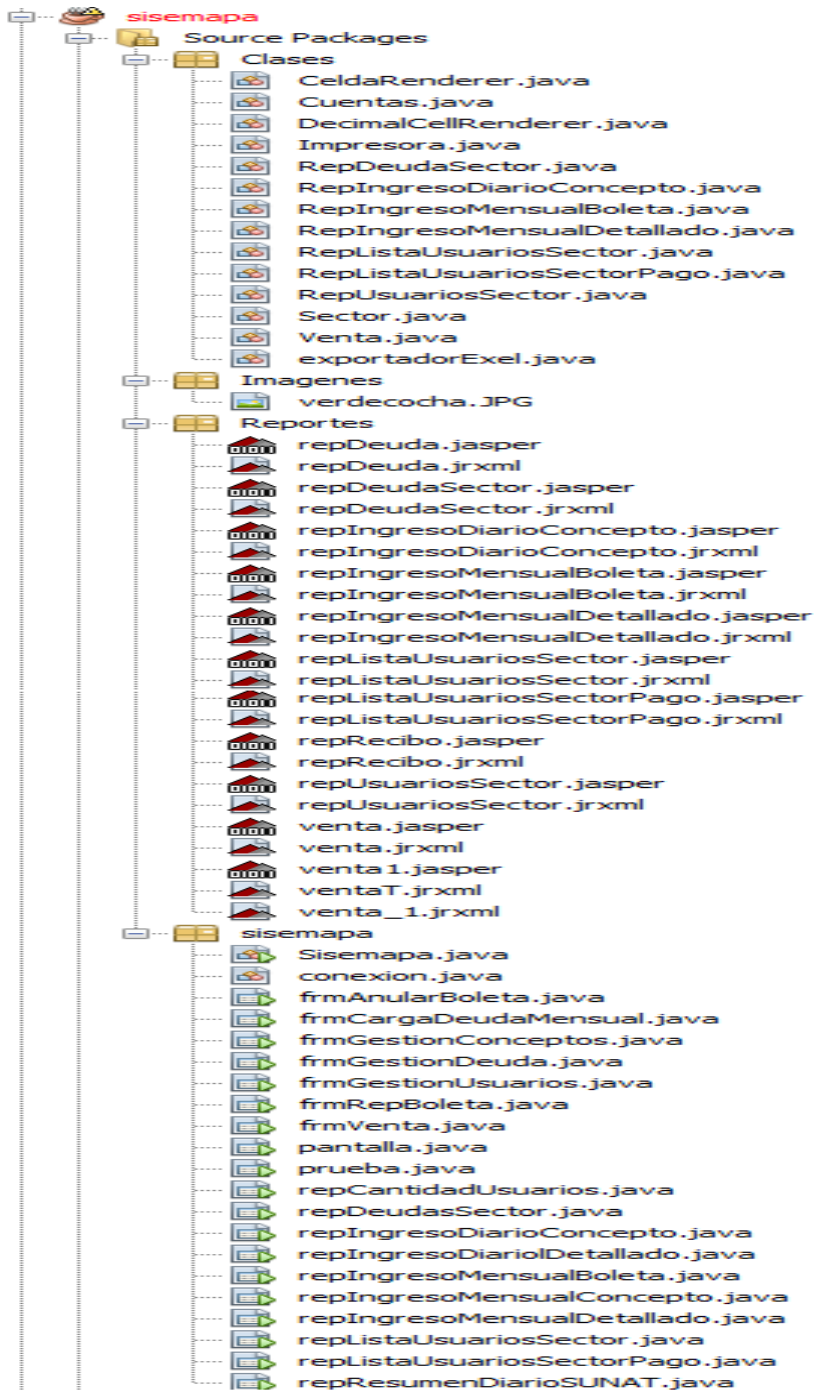 sisemapa
Source Packages
Clases
CeldaRenderer.java
Cuentas.java
DecimalCellRenderer.java
Impresora.java
RepDeudaSector.java
RepIngresoDiarioConcepto.java
RepIngresoMensualBoleta.java
RepIngresoMensualDetallado.java
RepListaUsuariosSector.java
RepListaUsuariosSectorPago.java
RepUsuariosSector.java
Sector.java
Venta.java
exportadorExel.java
Imagenes
verdecocha.JPG
Reportes
repDeuda.jasper
repDeuda.jrxml
repDeudaSector.jasper
repDeudaSector.jrxml
repIngresoDiarioConcepto.jasper
repIngresoDiarioConcepto.jrxml
repIngresoMensualBoleta.jasper
repIngresoMensualBoleta.jrxml
repIngresoMensualDetallado.jasper
repIngresoMensualDetallado.jrxml
repListaUsuariosSector.jasper
repListaUsuariosSector.jrxml
repListaUsuariosSectorPago.jasper
repListaUsuariosSectorPago.jrxml
repRecibo.jasper
repRecibo.jrxml
repUsuariosSector.jasper
repUsuariosSector.jrxml
venta.jasper
venta.jrxml
venta1.jasper
ventaT.jrxml
venta_1.jrxml
sisemapa
Sisemapa.java
conexion.java
frmAnularBoleta.java
frmCargaDeudaMensual.java
frmGestionConceptos.java
frmGestionDeuda.java
frmGestionUsuarios.java
frmRepBoleta.java
frmVenta.java
pantalla.java
prueba.java
repCantidadUsuarios.java
repDeudasSector.java
repIngresoDiarioConcepto.java
repIngresoDiariolDetallado.java
repIngresoMensualBoleta.java
repIngresoMensualConcepto.java
repIngresoMensualDetallado.java
repListaUsuariosSector.java
repListaUsuariosSectorPago.java
repResumenDiarioSUNAT.java